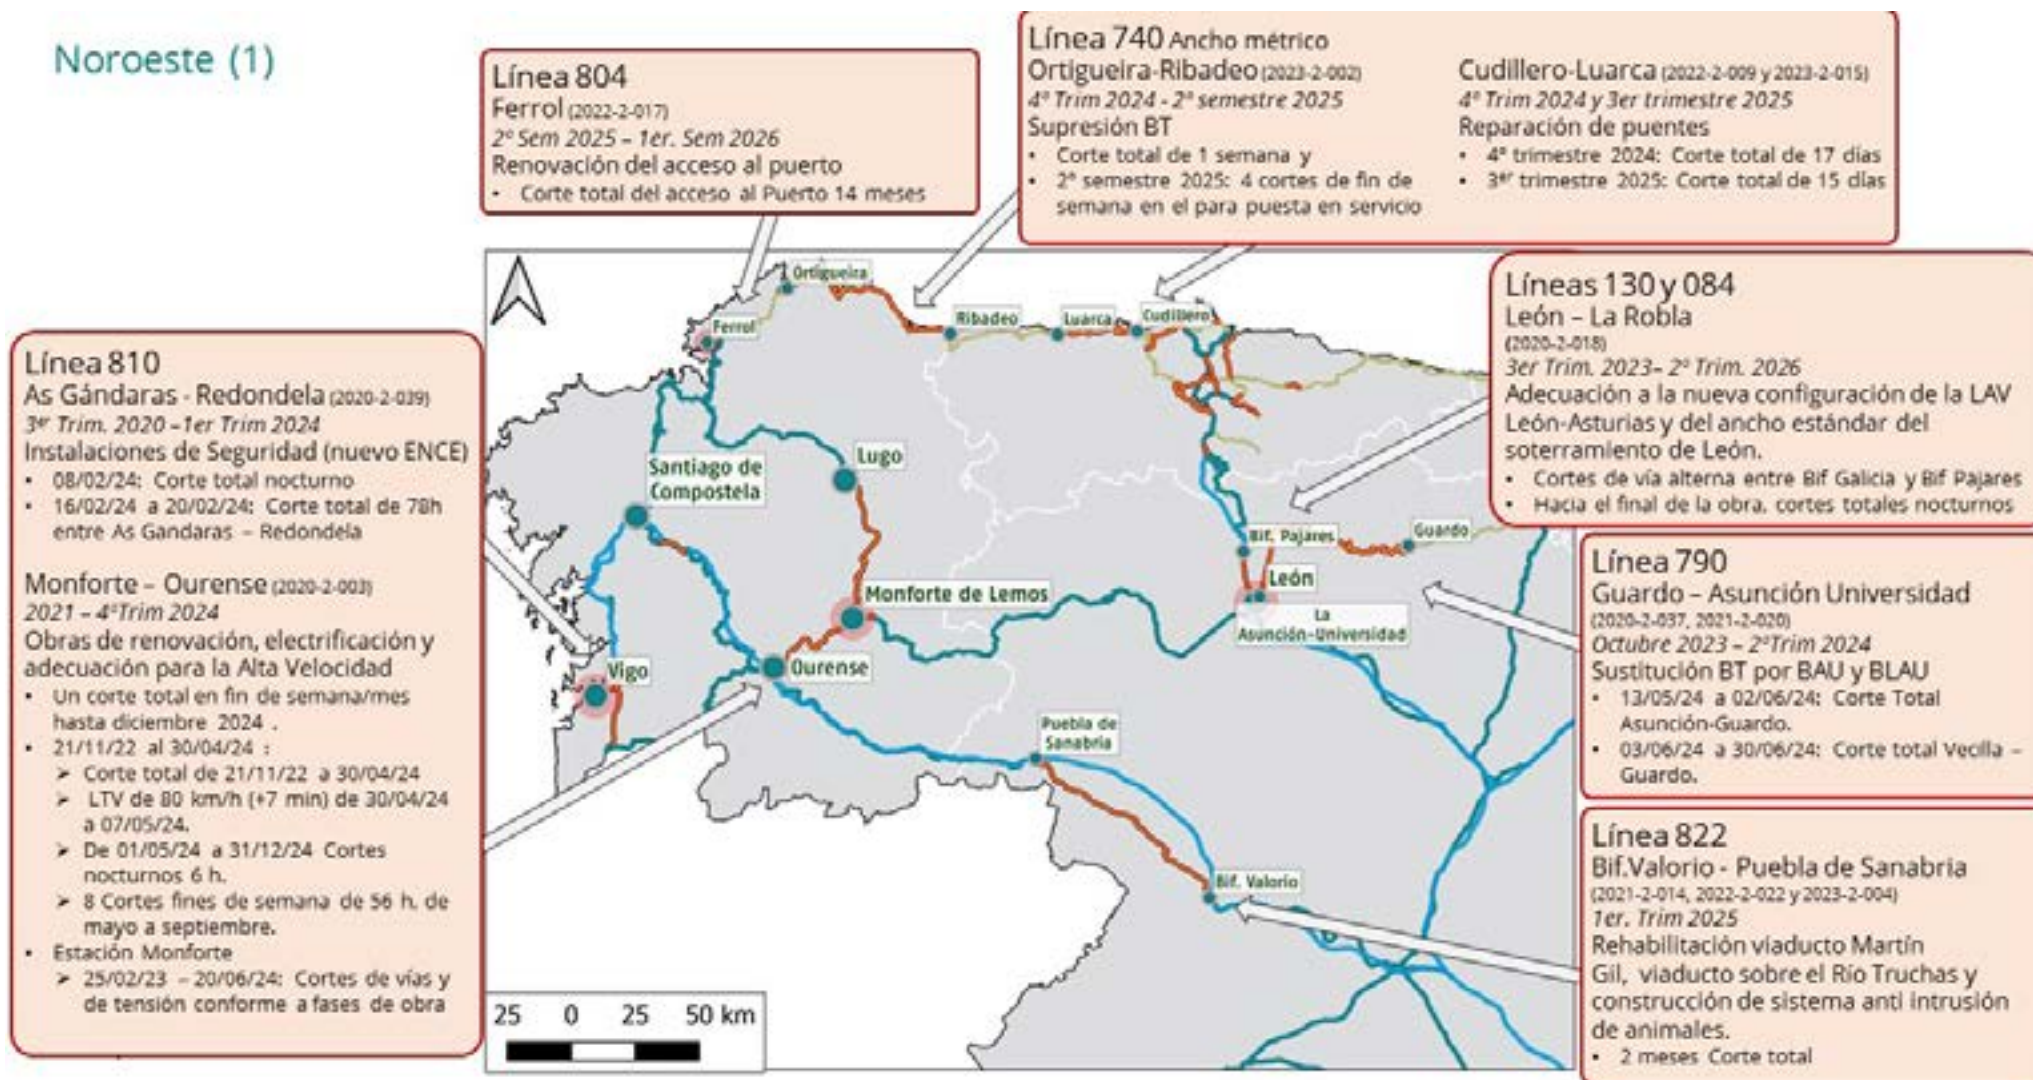 Noroeste (1)
Línea 804
Ferrol (2022-2-017)
2º Sem 2025 – 1er. Sem 2026
Renovación del acceso al puerto
• Corte total del acceso al Puerto 14 meses
Línea 740 Ancho métrico
Ortigueira-Ribadeo (2023-2-002)
4º Trim 2024 - 2º semestre 2025
Supresión BT
• Corte total de 1 semana y
• 2º semestre 2025: 4 cortes de fin de
semana en el para puesta en servicio
Cudillero-Luarca (2022-2-009 y 2023-2-015)
4º Trim 2024 y 3er trimestre 2025
Reparación de puentes
• 4º trimestre 2024: Corte total de 17 días
• 3er trimestre 2025: Corte total de 15 días
Líneas 130 y 084
León – La Robla
(2020-2-018)
3er Trim. 2023– 2º Trim. 2026
Adecuación a la nueva configuración de la LAV
León-Asturias y del ancho estándar del
soterramiento de León.
• Cortes de vía alterna entre Bif Galicia y Bif Pajares
• Hacia el final de la obra, cortes totales nocturnos
Línea 810
As Gándaras - Redondela (2020-2-039)
3er Trim. 2020 –1er Trim 2024
Instalaciones de Seguridad (nuevo ENCE)
• 08/02/24: Corte total nocturno
• 16/02/24 a 20/02/24: Corte total de 78h
entre As Gandaras – Redondela
Monforte – Ourense (2020-2-003)
2021 – 4ºTrim 2024
Obras de renovación, electrificación y
adecuación para la Alta Velocidad
• Un corte total en fin de semana/mes
hasta diciembre 2024 .
• 21/11/22 al 30/04/24 :
➢ Corte total de 21/11/22 a 30/04/24
➢ LTV de 80 km/h (+7 min) de 30/04/24
a 07/05/24.
➢ De 01/05/24 a 31/12/24 Cortes
nocturnos 6 h.
➢ 8 Cortes fines de semana de 56 h. de
mayo a septiembre.
• Estación Monforte
➢ 25/02/23 – 20/06/24: Cortes de vías y
de tensión conforme a fases de obra
Línea 790
Guardo – Asunción Universidad
(2020-2-037, 2021-2-020)
Octubre 2023 – 2ºTrim 2024
Sustitución BT por BAU y BLAU
• 13/05/24 a 02/06/24: Corte Total
Asunción-Guardo.
• 03/06/24 a 30/06/24: Corte total Vecilla –
Guardo.
Línea 822
Bif.Valorio - Puebla de Sanabria
(2021-2-014, 2022-2-022 y 2023-2-004)
1er. Trim 2025
Rehabilitación viaducto Martín
Gil, viaducto sobre el Río Truchas y
construcción de sistema anti intrusión
de animales.
• 2 meses Corte total
Ortigueira
Ferrol
Ribadeo
Luarca
Cudillero
Lugo
Santiago de
Compostela
Bif. Pajares
Guardo
León
Monforte de Lemos
La
Asunción-Universidad
Vigo
Ourense
Puebla de
Sanabria
Bif. Valorio
25 0 25 50 km